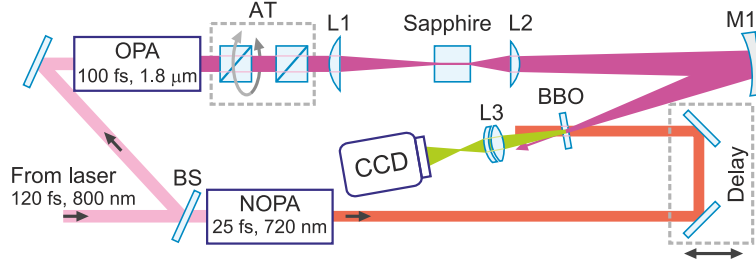 AT
L1
Sapphire
L2
M1
OPA
100 fs, 1.8 μm
BBO
L3
CCD
Delay
From laser
120 fs, 800 nm
BS
NOPA
25 fs, 720 nm